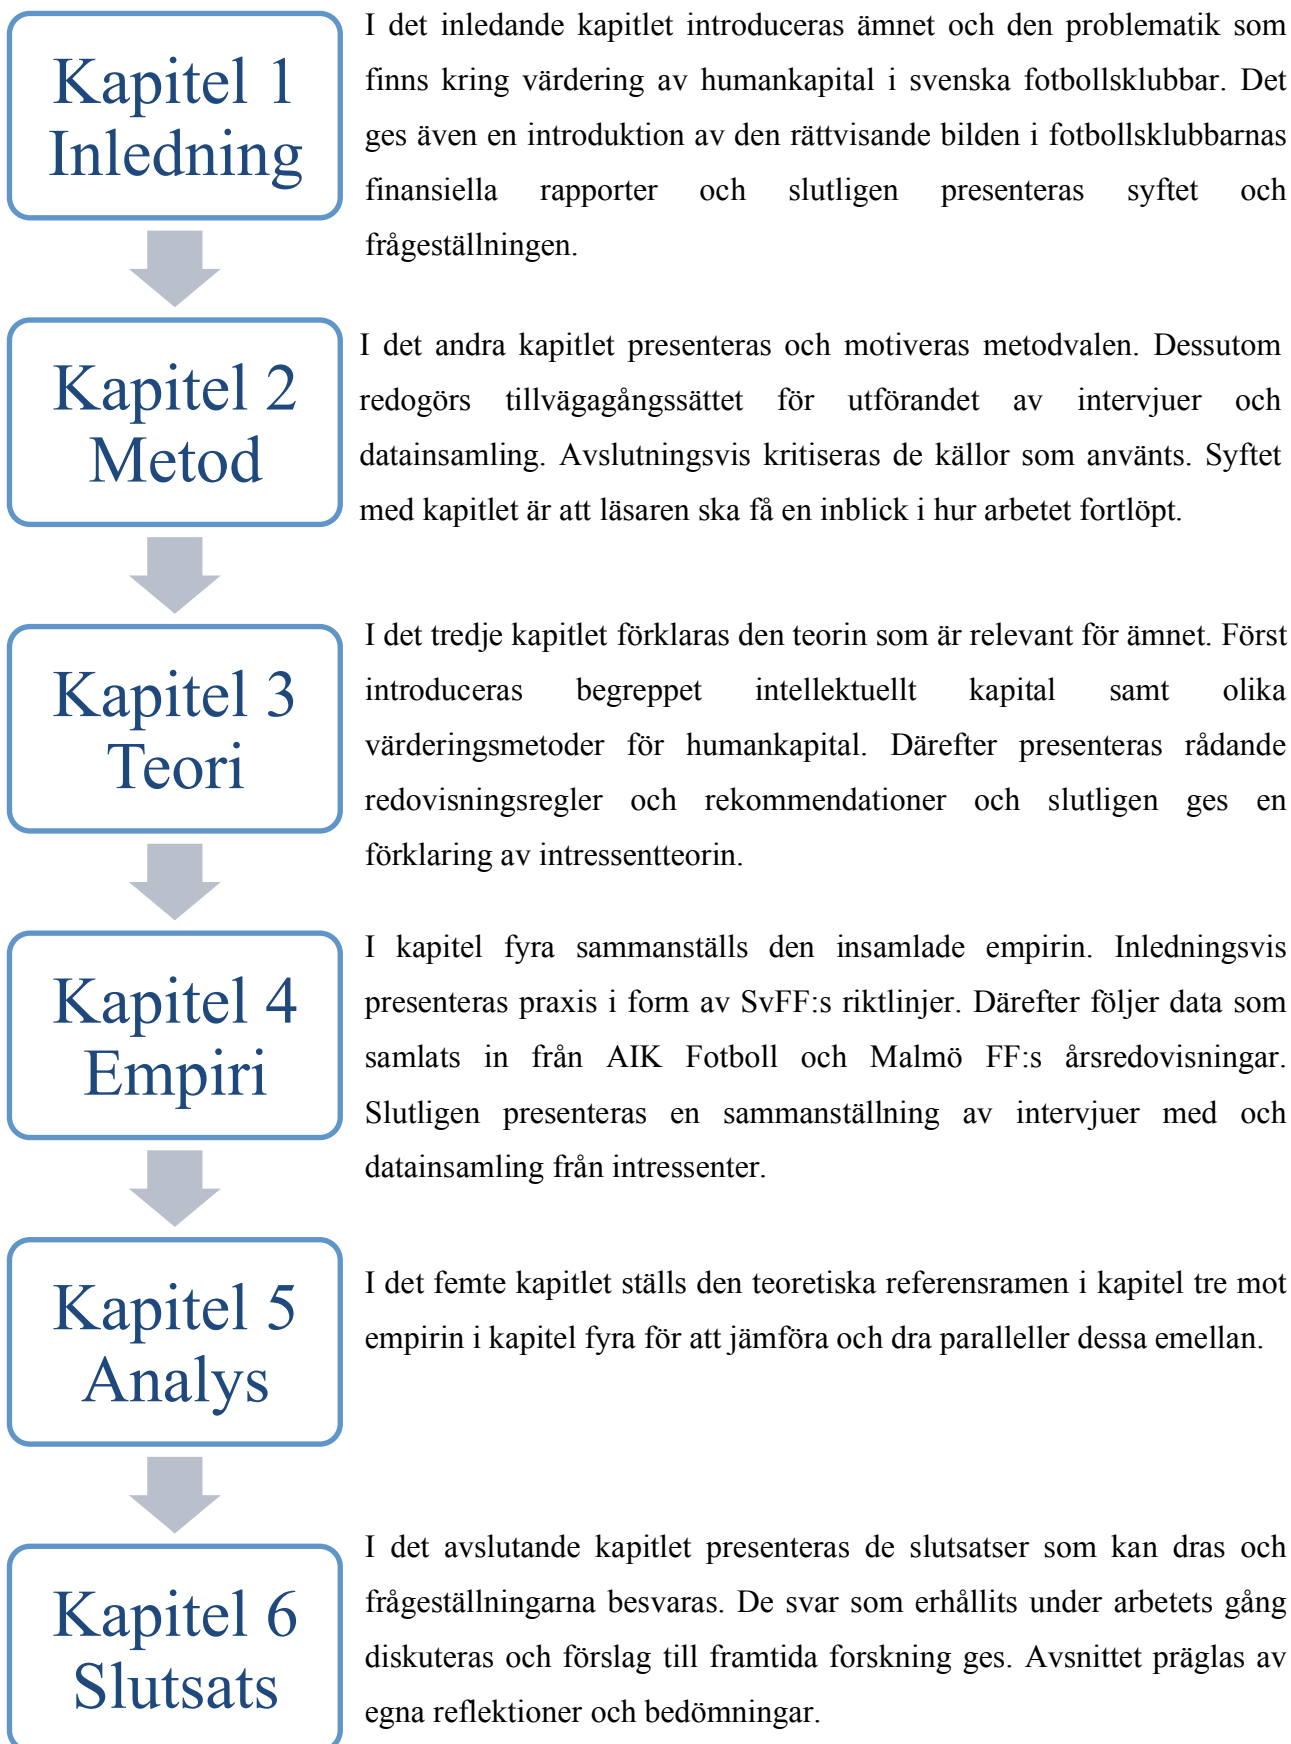 Kapitel 1
Inledning
I det inledande kapitlet introduceras ämnet och den problematik som
finns kring värdering av humankapital i svenska fotbollsklubbar. Det
ges även en introduktion av den rättvisande bilden i fotbollsklubbarnas
finansiella rapporter och slutligen presenteras syftet och
frågeställningen.
Kapitel 2
Metod
I det andra kapitlet presenteras och motiveras metodvalen. Dessutom
redogörs tillvägagångssättet för utförandet av intervjuer och
datainsamling. Avslutningsvis kritiseras de källor som använts. Syftet
med kapitlet är att läsaren ska få en inblick i hur arbetet fortlöpt.
Kapitel 3
Teori
I det tredje kapitlet förklaras den teorin som är relevant för ämnet. Först
introduceras begreppet intellektuellt kapital samt olika
värderingsmetoder för humankapital. Därefter presenteras rådande
redovisningsregler och rekommendationer och slutligen ges en
förklaring av intressentteorin.
Kapitel 4
Empiri
I kapitel fyra sammanställs den insamlade empirin. Inledningsvis
presenteras praxis i form av SvFF:s riktlinjer. Därefter följer data som
samlats in från AIK Fotboll och Malmö FF:s årsredovisningar.
Slutligen presenteras en sammanställning av intervjuer med och
datainsamling från intressenter.
Kapitel 5
Analys
I det femte kapitlet ställs den teoretiska referensramen i kapitel tre mot
empirin i kapitel fyra för att jämföra och dra paralleller dessa emellan.
Kapitel 6
Slutsats
I det avslutande kapitlet presenteras de slutsatser som kan dras och
frågeställningarna besvaras. De svar som erhållits under arbetets gång
diskuteras och förslag till framtida forskning ges. Avsnittet präglas av
egna reflektioner och bedömningar.